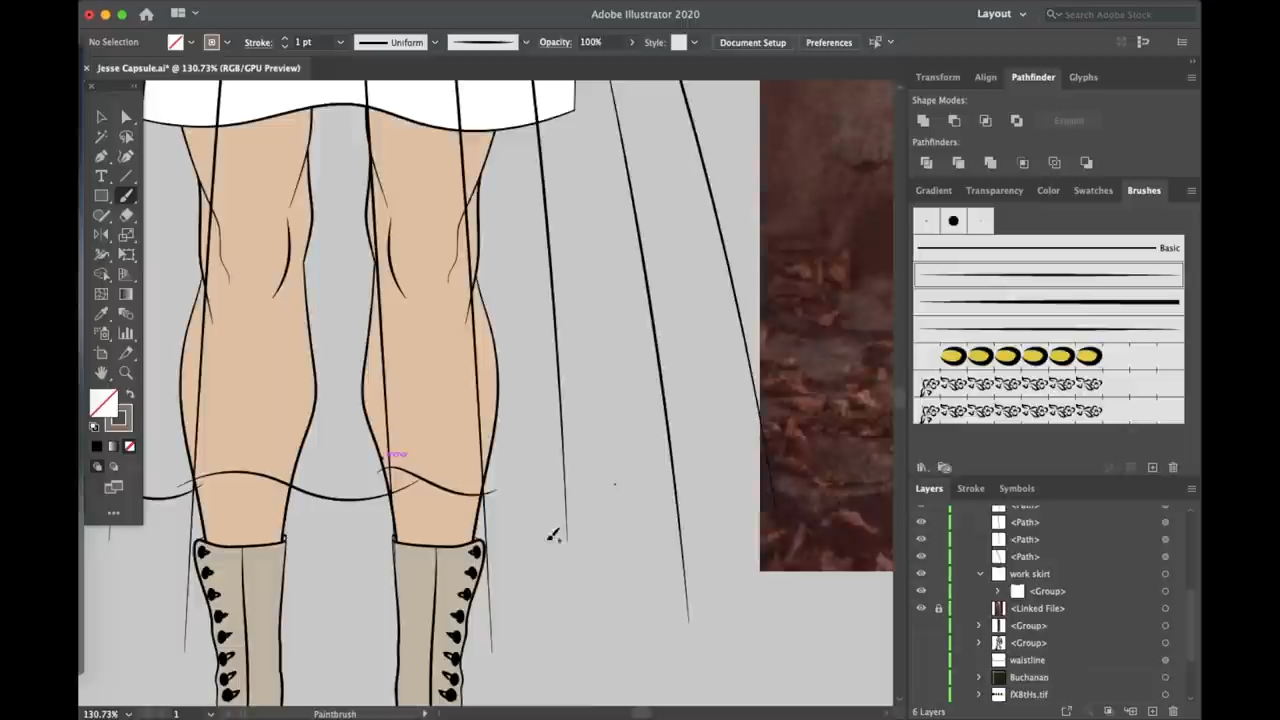 Adobe Illustrator 2020
Layout
Search Adobe Stock
No Selection
Stroke:
1 pt
Uniform
Opacity:
100%
Style:
Document Setup
Preferences
Jesse Capsule.ai* @ 130.73% (RGB/GPU Preview)
Transform
Align
Pathfinder
Glyphs
Shape Modes:
Expand
Pathfinders:
Gradient
Transparency
Color
Swatches
Brushes
Basic
Layers
Stroke
Symbols
<Path>
<Path>
<Path>
<Path>
work skirt
<Group>
<Linked File>
<Group>
<Group>
waistline
Buchanan
fX8tHs.tif
6 Layers
130.73%
1
Paintbrush